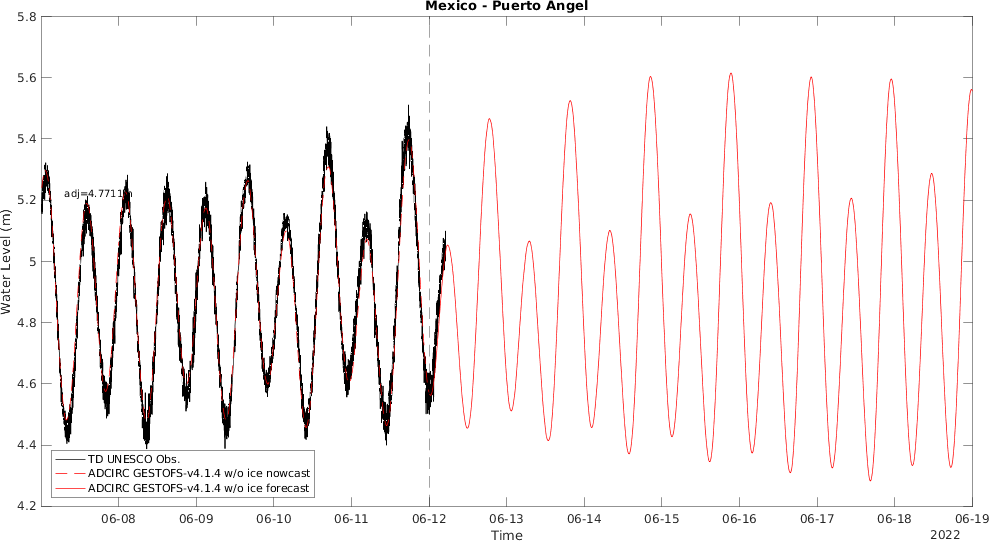 Mexico - Puerto Angel
5.8
5.6
5.4
5.2
5
4.8
4.6
4.4
4.2
Water Level (m)
adj=4.7711
TD UNESCO Obs.
ADCIRC GESTOFS-v4.1.4 w/o ice nowcast
ADCIRC GESTOFS-v4.1.4 w/o ice forecast
06-08 06-09 06-10 06-11 06-12 06-13 06-14 06-15 06-16 06-17 06-18 06-19
Time
2022